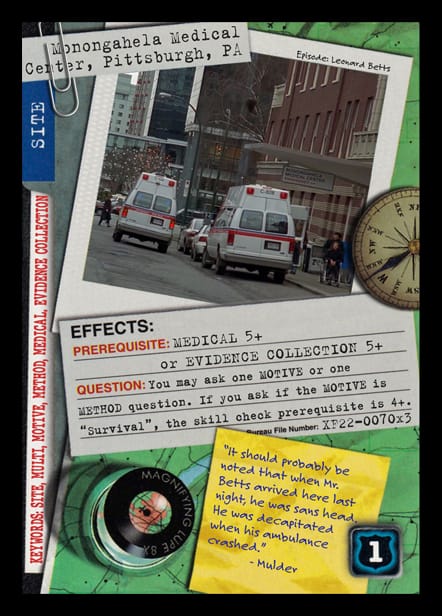 Monongahela Medical
Center, Pittsburgh, PA
Episode: Leonard Betts
SITE
KEYWORDS: SITE, MULTI, MOTIVE, METHOD, MEDICAL, EVIDENCE COLLECTION
MEDICAL CENTER
EFFECTS:
PREREQUISITE: MEDICAL 5+
or EVIDENCE COLLECTION 5+
QUESTION: You may ask one MOTIVE or one
METHOD question. If you ask if the MOTIVE is
"Survival", the skill check prerequisite is 4+.
Bureau File Number: XF22-0070x3
MAGNIFYING LUPE 8X
"It should probably be
noted that when Mr.
Betts arrived here last
night, he was sans head.
He was decapitated
when his ambulance
crashed."
- Mulder
1